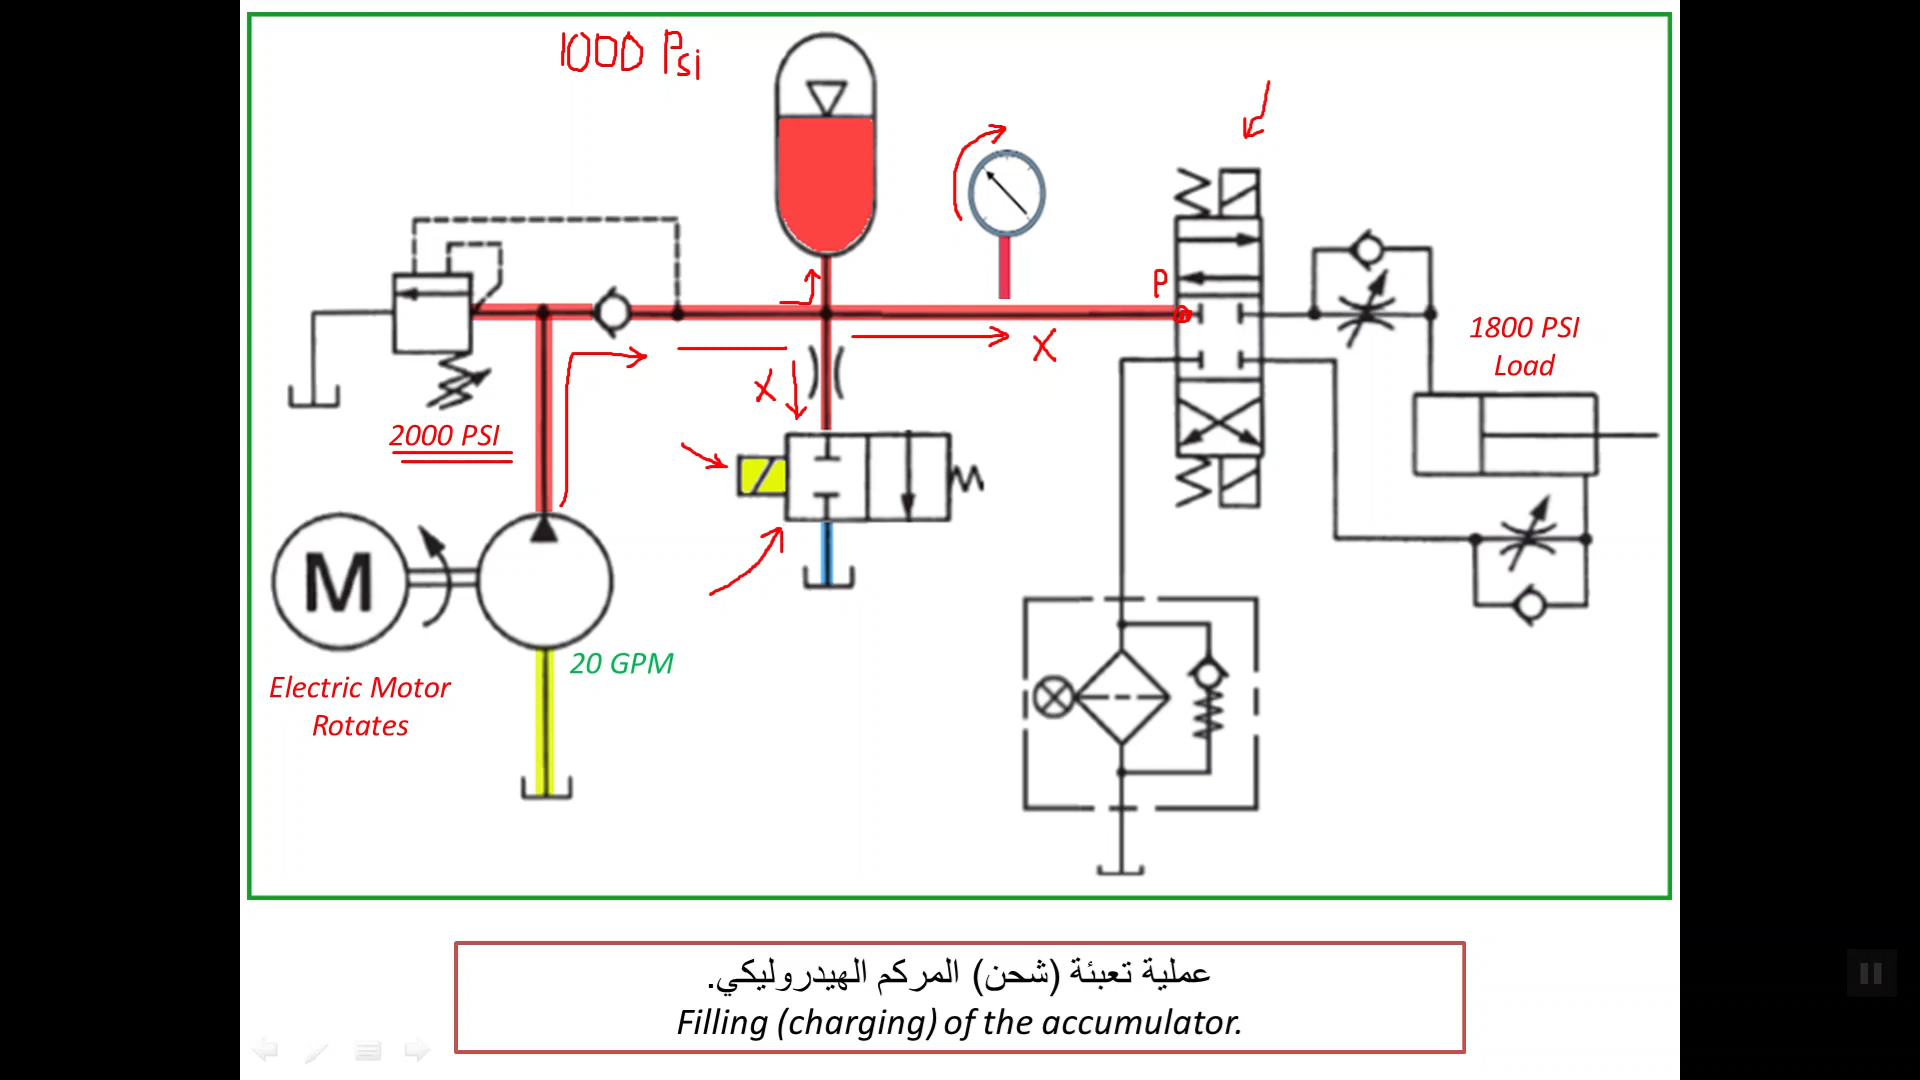 1000 Psi
P
X
X
1800 PSI
Load
2000 PSI
M
20 GPM
Electric Motor
Rotates
عملية تعبئة (شحن) المركم الهيدروليكي.
Filling (charging) of the accumulator.